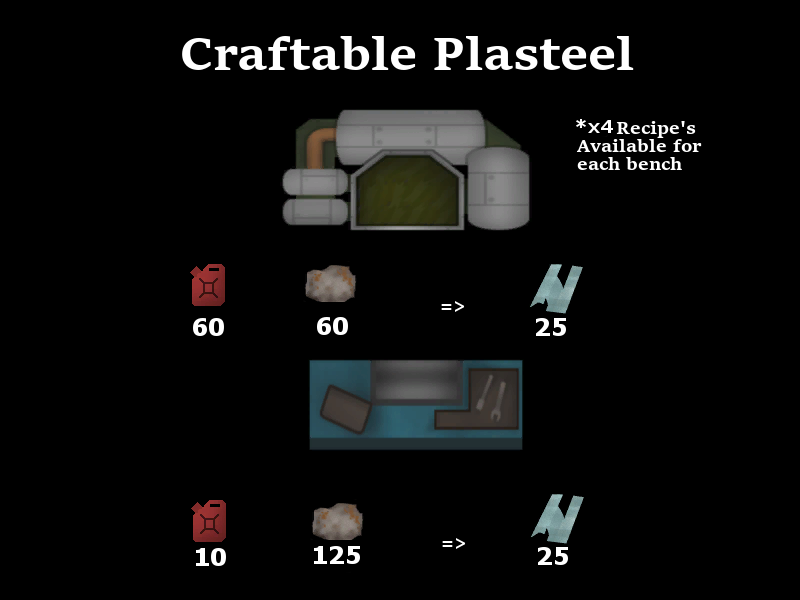 Craftable Plasteel
*x4 Recipe's
Available for
each bench
60 60 => 25
10 125 => 25